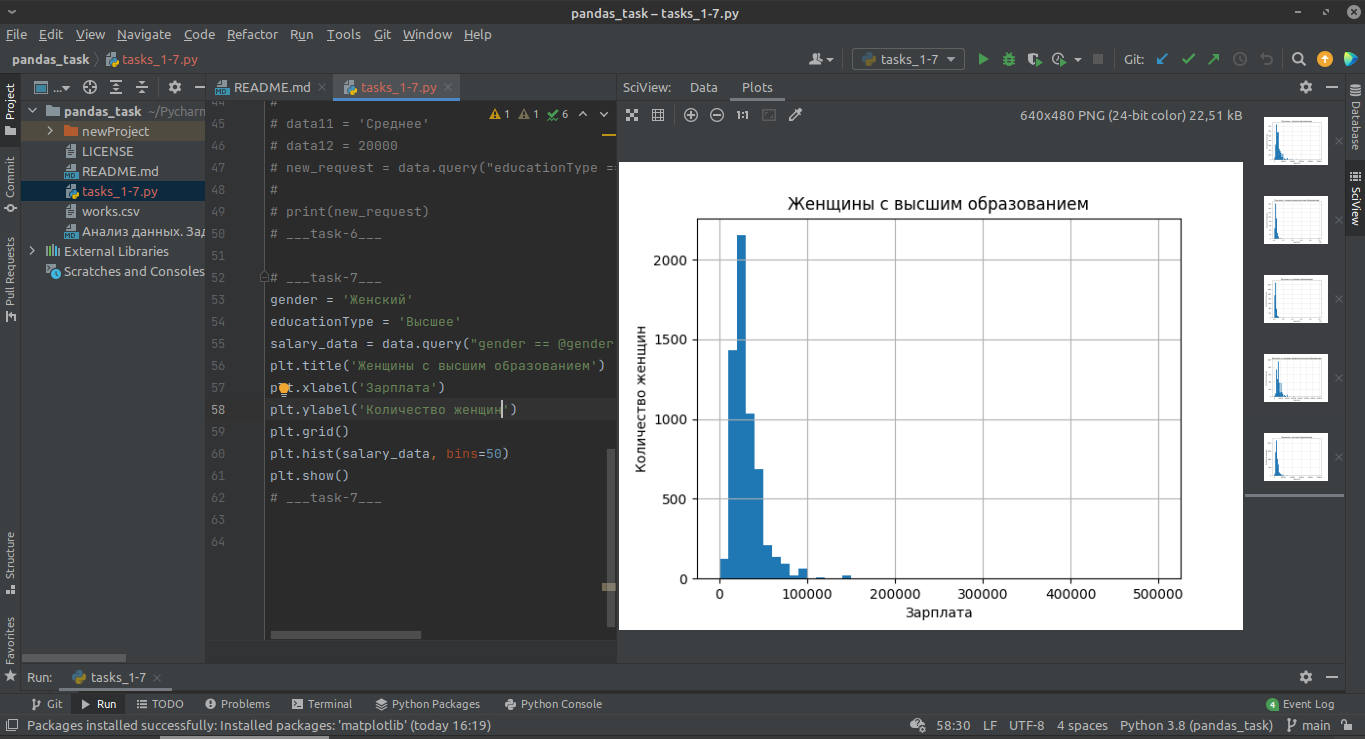 pandas_task – tasks_1-7.py
File Edit View Navigate Code Refactor Run Tools Git Window Help
pandas_task tasks_1-7.py
tasks_1-7 Git:
Project
Commit
Pull Requests
Structure
Favorites
pandas_task ~/Pycharm
newProject
LICENSE
README.md
tasks_1-7.py
works.csv
Анализ данных. Зад
External Libraries
Scratches and Consoles
README.md tasks_1-7.py
1 1 6
44 #
45 # data11 = 'Среднее'
46 # data12 = 20000
47 # new_request = data.query("educationType ==
48 #
49 # print(new_request)
50 # ___task-6___
51
52 # ___task-7___
53 gender = 'Женский'
54 educationType = 'Высшее'
55 salary_data = data.query("gender == @gender
56 plt.title('Женщины с высшим образованием')
57 plt.xlabel('Зарплата')
58 plt.ylabel('Количество женщин')
59 plt.grid()
60 plt.hist(salary_data, bins=50)
61 plt.show()
62 # ___task-7___
63
64
SciView: Data Plots
1:1 640x480 PNG (24-bit color) 22,51 kB
Женщины с высшим образованием
Количество женщин
2000
1500
1000
500
0
0 100000 200000 300000 400000 500000
Зарплата
Database
SciView
Run: tasks_1-7
Git Run TODO Problems Terminal Python Packages Python Console 4 Event Log
Packages installed successfully: Installed packages: 'matplotlib' (today 16:19) 58:30 LF UTF-8 4 spaces Python 3.8 (pandas_task) main